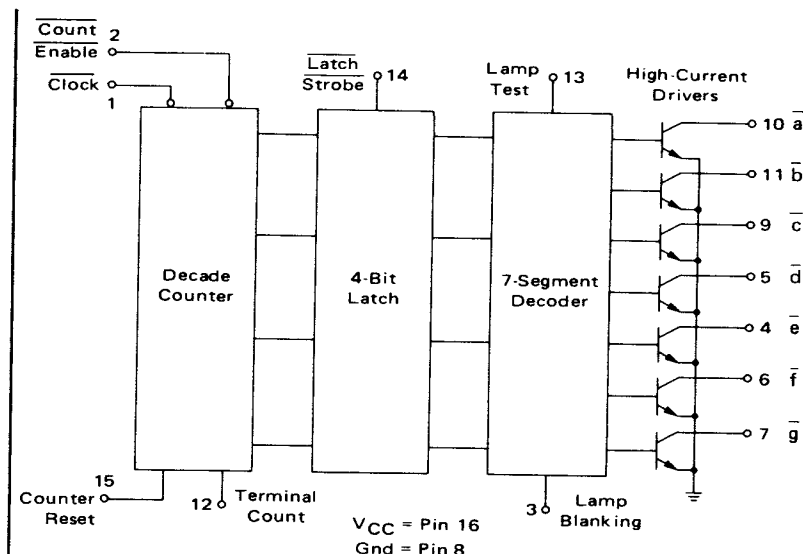 Count 2
Enable
Clock
1
Latch
Strobe 14
Lamp
Test 13
High-Current
Drivers
10 a
11 b
9 c
5 d
4 e
6 f
7 g
Decade
Counter
4-Bit
Latch
7-Segment
Decoder
15
Counter
Reset
12 Terminal
Count
3 Lamp
Blanking
VCC = Pin 16
Gnd = Pin 8